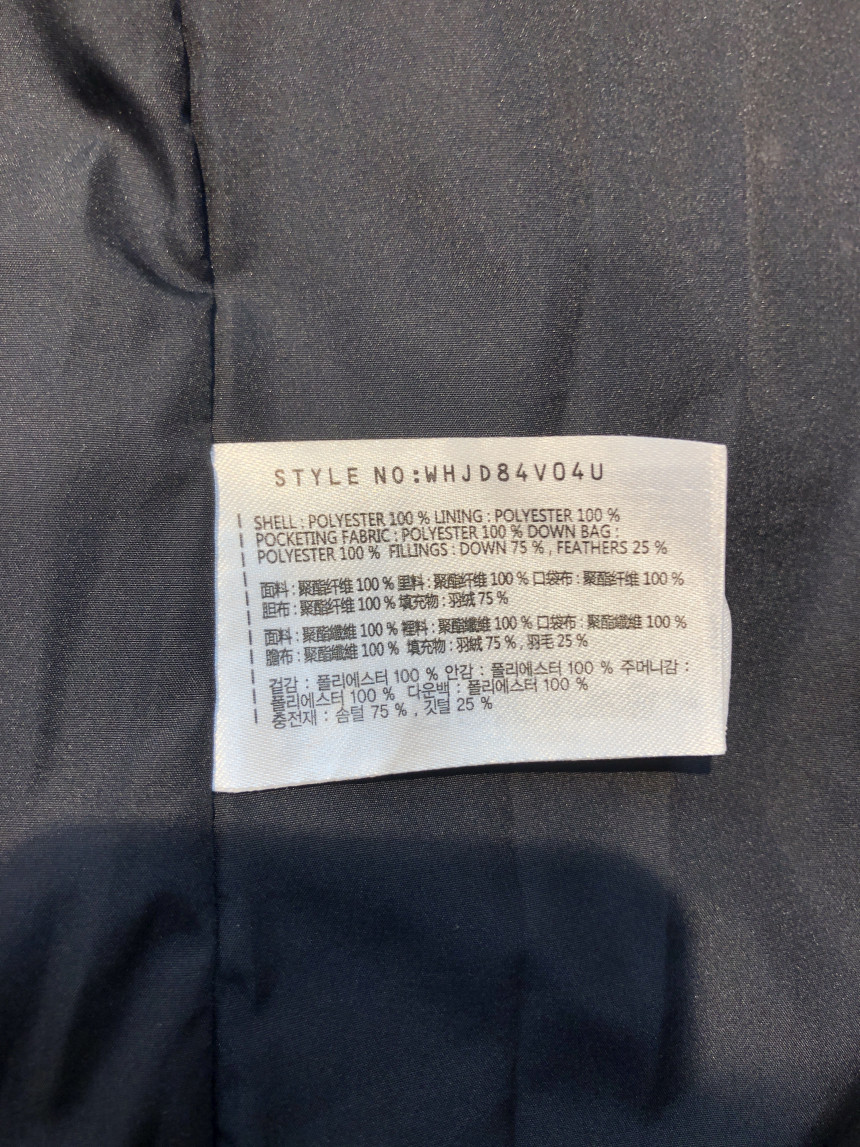 STYLE NO:WHJD84V04U
SHELL : POLYESTER 100 % LINING : POLYESTER 100 %
POCKETING FABRIC : POLYESTER 100 % DOWN BAG :
POLYESTER 100 % FILLINGS : DOWN 75 % , FEATHERS 25 %
面料 : 聚酯纤维 100 % 里料 : 聚酯纤维 100 % 口袋布 : 聚酯纤维 100 %
胆布 : 聚酯纤维 100 % 填充物 : 羽绒 75 %
面料 : 聚酯纖維 100 % 裡料 : 聚酯纖維 100 % 口袋布 : 聚酯纖維 100 %
膽布 : 聚酯纖維 100 % 填充物 : 羽絨 75 % , 羽毛 25 %
겉감 : 폴리에스터 100 % 안감 : 폴리에스터 100 % 주머니감 :
폴리에스터 100 % 다운백 : 폴리에스터 100 %
충전재 : 솜털 75 % , 깃털 25 %